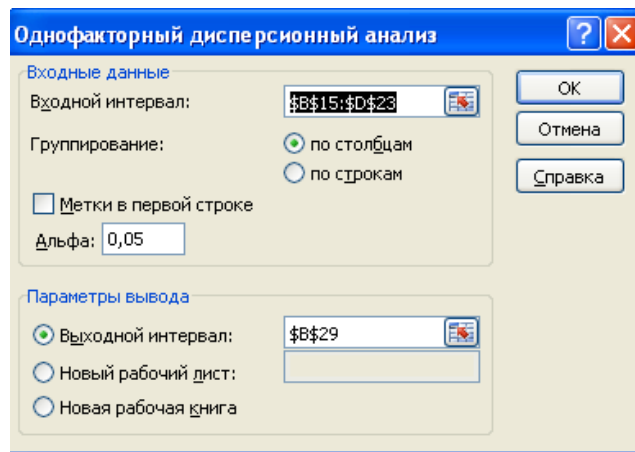 Однофакторный дисперсионный анализ
Входные данные
Входной интервал: $B$15:$D$23
Группирование: по столбцам
по строкам
Метки в первой строке
Альфа: 0,05
OK
Отмена
Справка
Параметры вывода
Выходной интервал: $B$29
Новый рабочий лист:
Новая рабочая книга